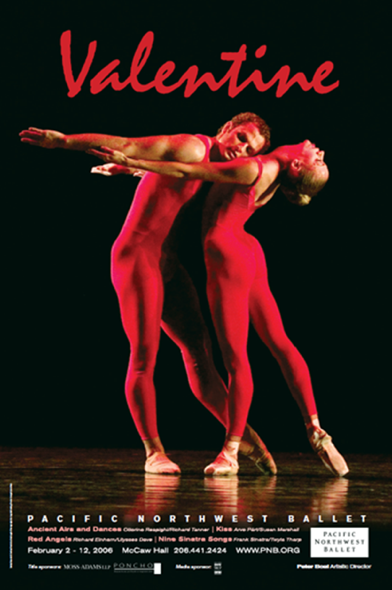 Valentine
PACIFIC NORTHWEST BALLET
Ancient Airs and Dances Ottorino Respighi/Richard Tanner | Kiss Arvo Pärt/Susan Marshall
Red Angels Richard Einhorn/Ulysses Dove | Nine Sinatra Songs Frank Sinatra/Twyla Tharp
February 2 - 12, 2006 McCaw Hall 206.441.2424 WWW.PNB.ORG
PACIFIC
NORTHWEST
BALLET
Title sponsors MOSS ADAMS LLP PONCHO Media sponsor
Peter Boal Artistic Director